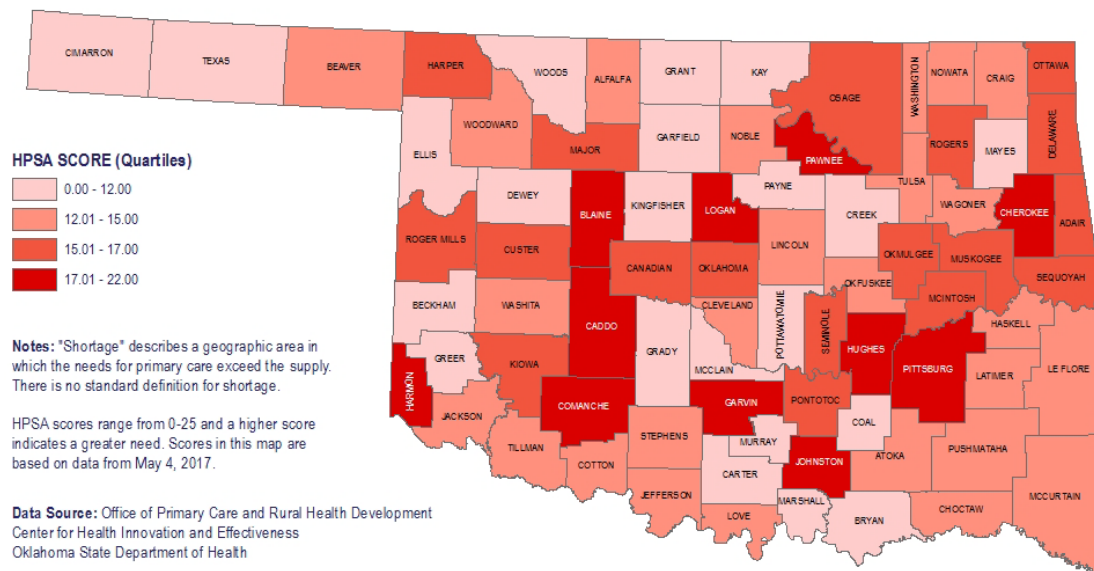 CIMARRON
TEXAS
BEAVER
HARPER
WOODS
ALFALFA
GRANT
KAY
OSAGE
WASHINGTON
NOWATA
CRAIG
OTTAWA
WOODWARD
ELLIS
MAJOR
GARFIELD
NOBLE
PAWNEE
ROGERS
MAYES
DELAWARE
HPSA SCORE (Quartiles)
0.00 - 12.00
12.01 - 15.00
15.01 - 17.00
17.01 - 22.00
DEWEY
BLAINE
KINGFISHER
LOGAN
PAYNE
CREEK
TULSA
WAGONER
CHEROKEE
ADAIR
ROGER MILLS
CUSTER
CANADIAN
OKLAHOMA
LINCOLN
OKMULGEE
MUSKOGEE
SEQUOYAH
BECKHAM
WASHITA
CADDO
GRADY
CLEVELAND
POTTAWATOMIE
SEMINOLE
OKFUSKEE
MCINTOSH
HASKELL
GREER
KIOWA
MCCLAIN
HUGHES
PITTSBURG
LATIMER
LE FLORE
HARMON
JACKSON
COMANCHE
GARVIN
PONTOTOC
COAL
TILLMAN
COTTON
STEPHENS
MURRAY
JOHNSTON
ATOKA
PUSHMATAHA
JEFFERSON
CARTER
LOVE
MARSHALL
BRYAN
CHOCTAW
MCCURTAIN
Notes: "Shortage" describes a geographic area in
which the needs for primary care exceed the supply.
There is no standard definition for shortage.
HPSA scores range from 0-25 and a higher score
indicates a greater need. Scores in this map are
based on data from May 4, 2017.
Data Source: Office of Primary Care and Rural Health Development
Center for Health Innovation and Effectiveness
Oklahoma State Department of Health